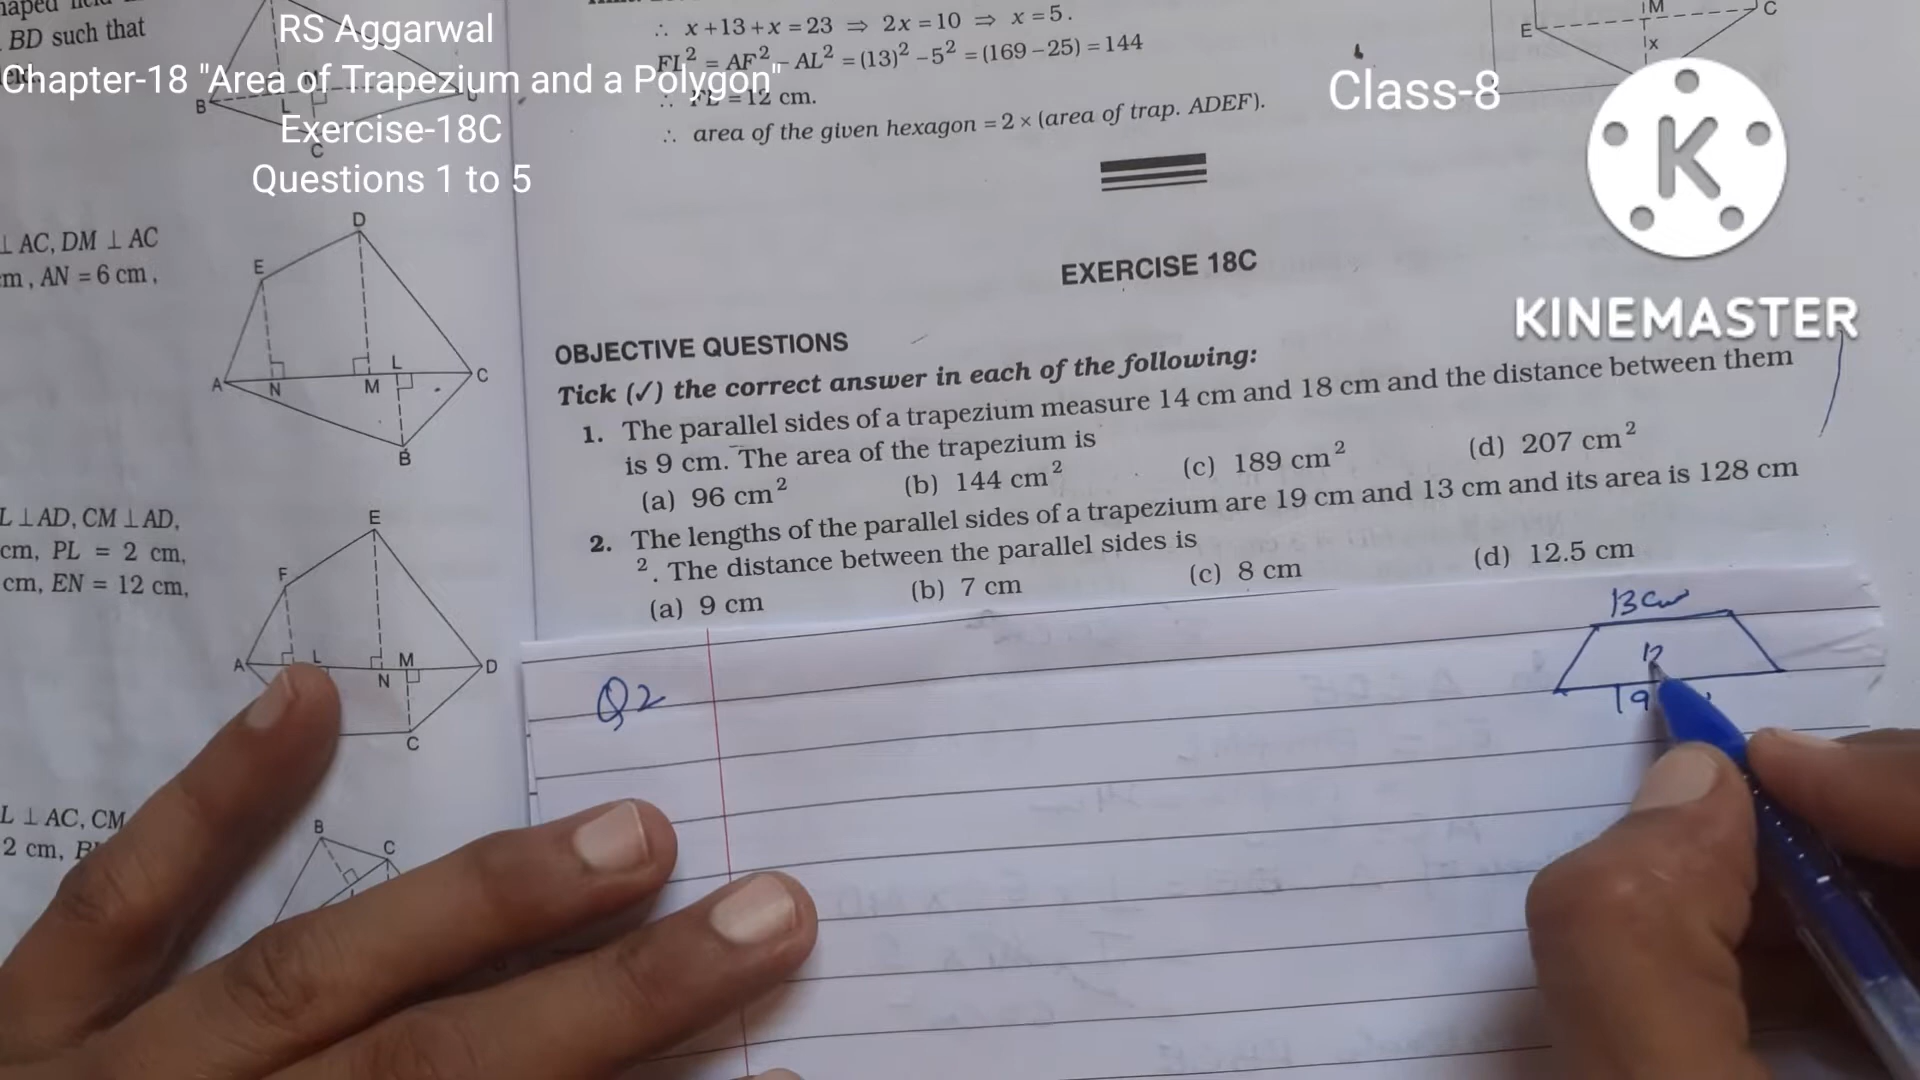 BD such that
RS Aggarwal
Chapter-18 "Area of Trapezium and a Polygon"
Exercise-18C
Questions 1 to 5
Class-8
K
KINEMASTER
B
L
C
⊥ AC, DM ⊥ AC
m, AN = 6 cm,
D
E
A
N
M
L
C
B
L ⊥ AD, CM ⊥ AD,
cm, PL = 2 cm,
cm, EN = 12 cm,
E
F
A
L
N
M
D
C
L ⊥ AC, CM
2 cm,
B
C
∴ x + 13 + x = 23 ⇒ 2x = 10 ⇒ x = 5.
FL² = AF² − AL² = (13)² − 5² = (169 − 25) = 144
∴ FL = 12 cm.
∴ area of the given hexagon = 2 × (area of trap. ADEF).
E
M
C
x
EXERCISE 18C
OBJECTIVE QUESTIONS
Tick (✓) the correct answer in each of the following:
1. The parallel sides of a trapezium measure 14 cm and 18 cm and the distance between them
is 9 cm. The area of the trapezium is
(a) 96 cm² (b) 144 cm² (c) 189 cm² (d) 207 cm²
2. The lengths of the parallel sides of a trapezium are 19 cm and 13 cm and its area is 128 cm
². The distance between the parallel sides is
(a) 9 cm (b) 7 cm (c) 8 cm (d) 12.5 cm
Q2
13cm
19